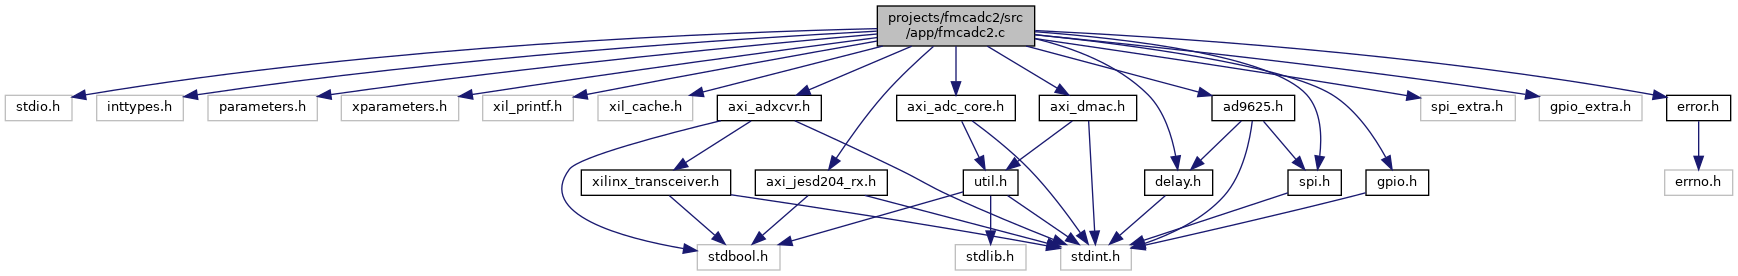 projects/fmcadc2/src
/app/fmcadc2.c
stdio.h
inttypes.h
parameters.h
xparameters.h
xil_printf.h
xil_cache.h
axi_adxcvr.h
axi_adc_core.h
axi_dmac.h
ad9625.h
spi_extra.h
gpio_extra.h
error.h
xilinx_transceiver.h
axi_jesd204_rx.h
util.h
delay.h
spi.h
gpio.h
errno.h
stdbool.h
stdlib.h
stdint.h